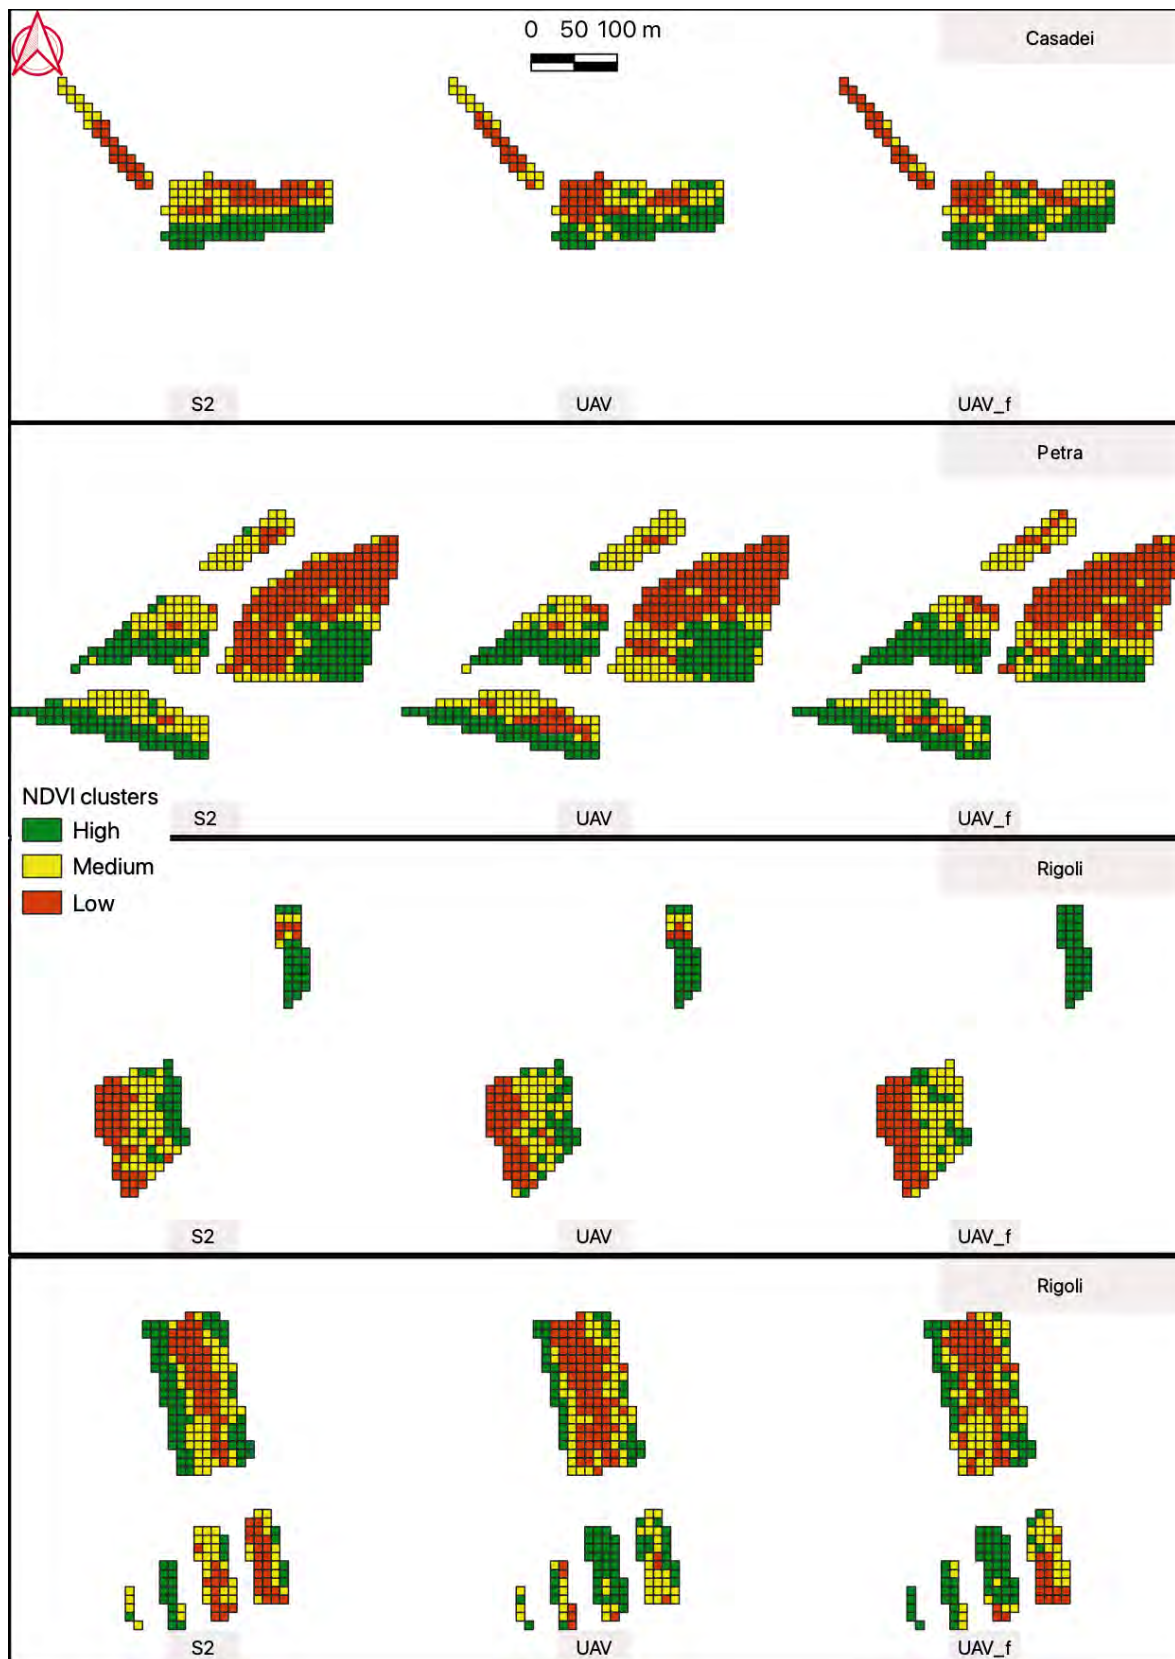 0 50 100 m
Casadei
S2 UAV UAV_f
Petra
S2 UAV UAV_f
NDVI clusters
High
Medium
Low
Rigoli
S2 UAV UAV_f
Rigoli
S2 UAV UAV_f